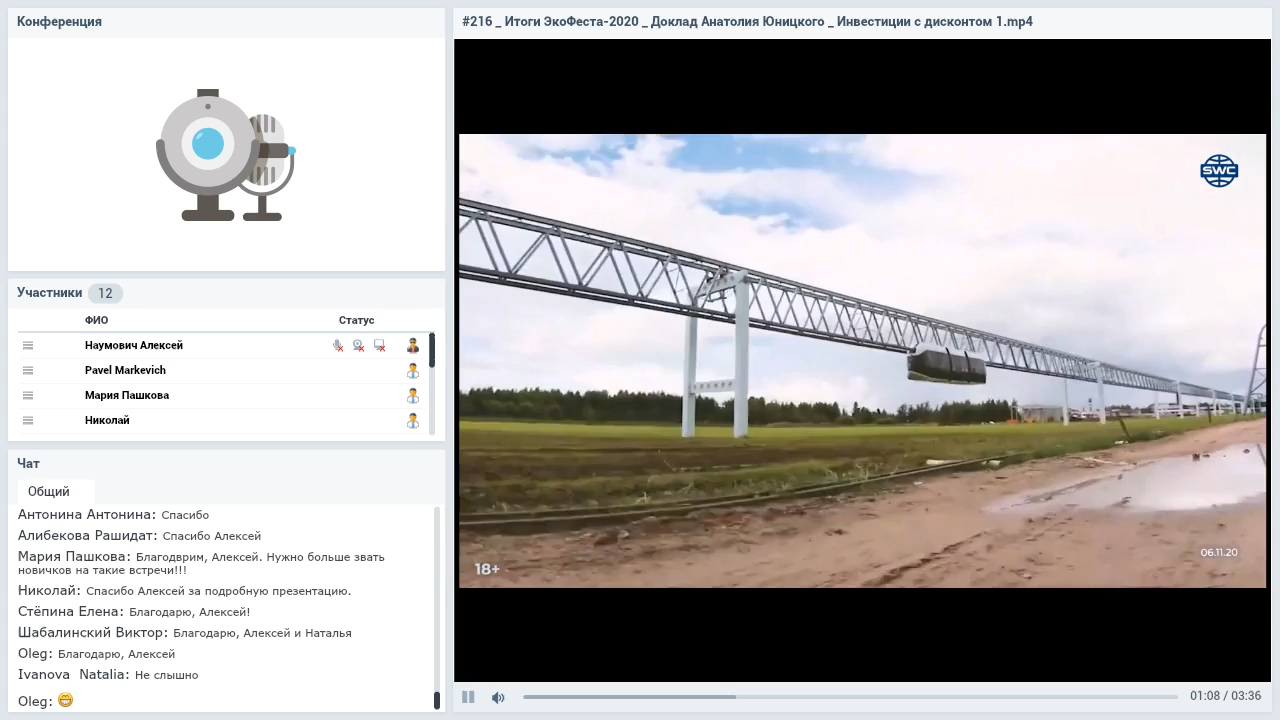 Конференция
#216 _ Итоги ЭкоФеста-2020 _ Доклад Анатолия Юницкого _ Инвестиции с дисконтом 1.mp4
SWC
Участники 12
ФИО Статус
Наумович Алексей
Pavel Markevich
Мария Пашкова
Николай
Чат
Общий
Антонина Антонина: Спасибо
Алибекова Рашидат: Спасибо Алексей
Мария Пашкова: Благодврим, Алексей. Нужно больше звать
новичков на такие встречи!!!
Николай: Спасибо Алексей за подробную презентацию.
Стёпина Елена: Благодарю, Алексей!
Шабалинский Виктор: Благодарю, Алексей и Наталья
Oleg: Благодарю, Алексей
Ivanova Natalia: Не слышно
Oleg:
06.11.20
18+
01:08 / 03:36